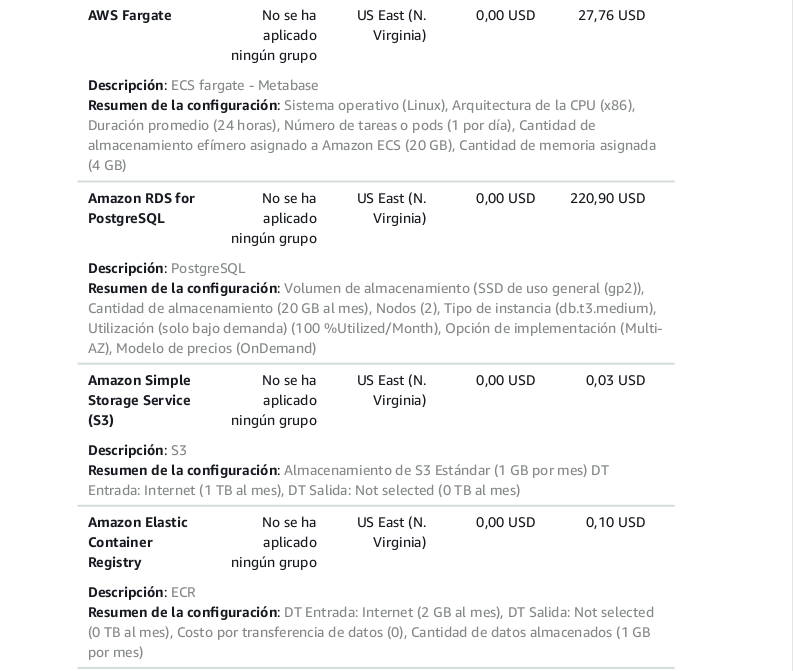 AWS Fargate No se ha US East (N. 0,00 USD 27,76 USD
aplicado Virginia)
ningún grupo
Descripción: ECS fargate - Metabase
Resumen de la configuración: Sistema operativo (Linux), Arquitectura de la CPU (x86),
Duración promedio (24 horas), Número de tareas o pods (1 por día), Cantidad de
almacenamiento efímero asignado a Amazon ECS (20 GB), Cantidad de memoria asignada
(4 GB)
Amazon RDS for No se ha US East (N. 0,00 USD 220,90 USD
PostgreSQL aplicado Virginia)
ningún grupo
Descripción: PostgreSQL
Resumen de la configuración: Volumen de almacenamiento (SSD de uso general (gp2)),
Cantidad de almacenamiento (20 GB al mes), Nodos (2), Tipo de instancia (db.t3.medium),
Utilización (solo bajo demanda) (100 %Utilized/Month), Opción de implementación (Multi-
AZ), Modelo de precios (OnDemand)
Amazon Simple No se ha US East (N. 0,00 USD 0,03 USD
Storage Service aplicado Virginia)
(S3) ningún grupo
Descripción: S3
Resumen de la configuración: Almacenamiento de S3 Estándar (1 GB por mes) DT
Entrada: Internet (1 TB al mes), DT Salida: Not selected (0 TB al mes)
Amazon Elastic No se ha US East (N. 0,00 USD 0,10 USD
Container aplicado Virginia)
Registry ningún grupo
Descripción: ECR
Resumen de la configuración: DT Entrada: Internet (2 GB al mes), DT Salida: Not selected
(0 TB al mes), Costo por transferencia de datos (0), Cantidad de datos almacenados (1 GB
por mes)